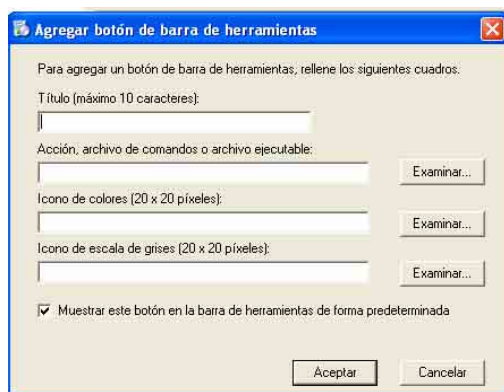 Agregar botón de barra de herramientas
Para agregar un botón de barra de herramientas, rellene los siguientes cuadros.
Título (máximo 10 caracteres):
Acción, archivo de comandos o archivo ejecutable:
Examinar...
Icono de colores (20 x 20 píxeles):
Examinar...
Icono de escala de grises (20 x 20 píxeles):
Examinar...
Muestrar este botón en la barra de herramientas de forma predeterminada
Aceptar
Cancelar